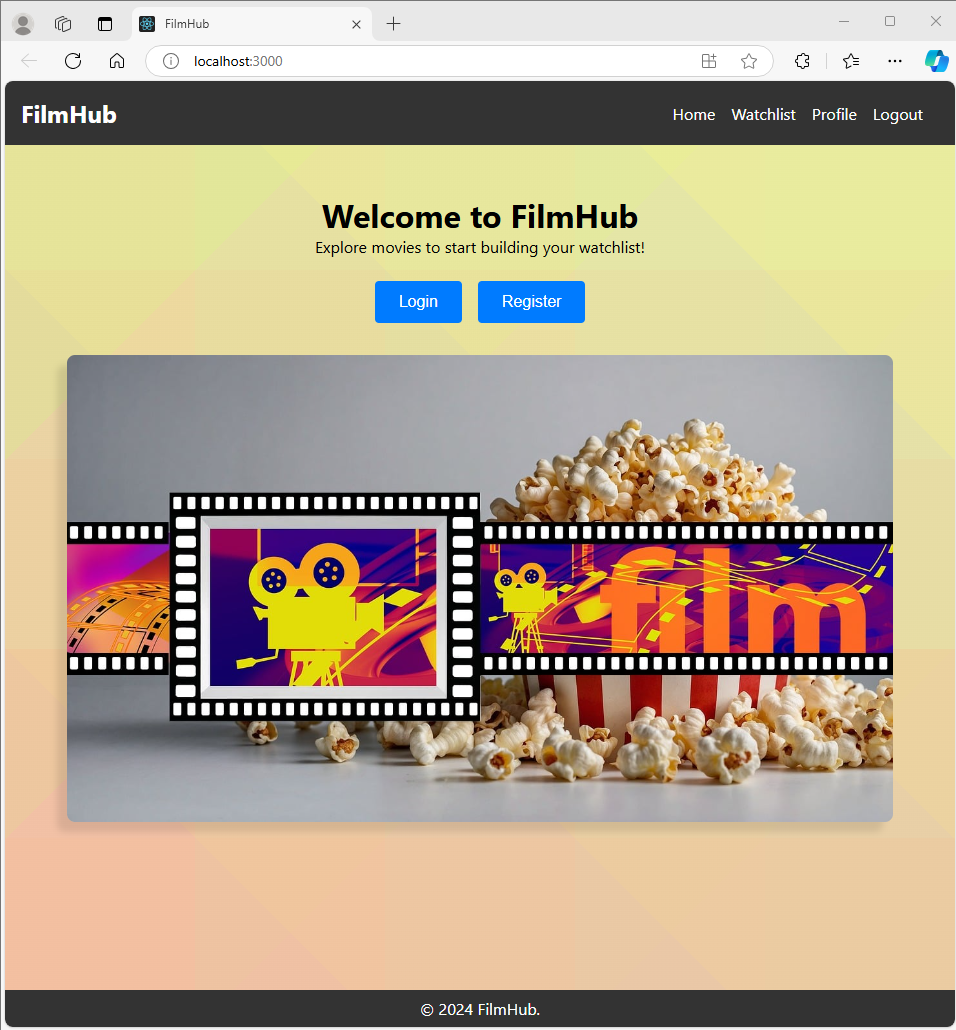 FilmHub
localhost:3000
FilmHub
Home Watchlist Profile Logout
Welcome to FilmHub
Explore movies to start building your watchlist!
Login Register
film
© 2024 FilmHub.